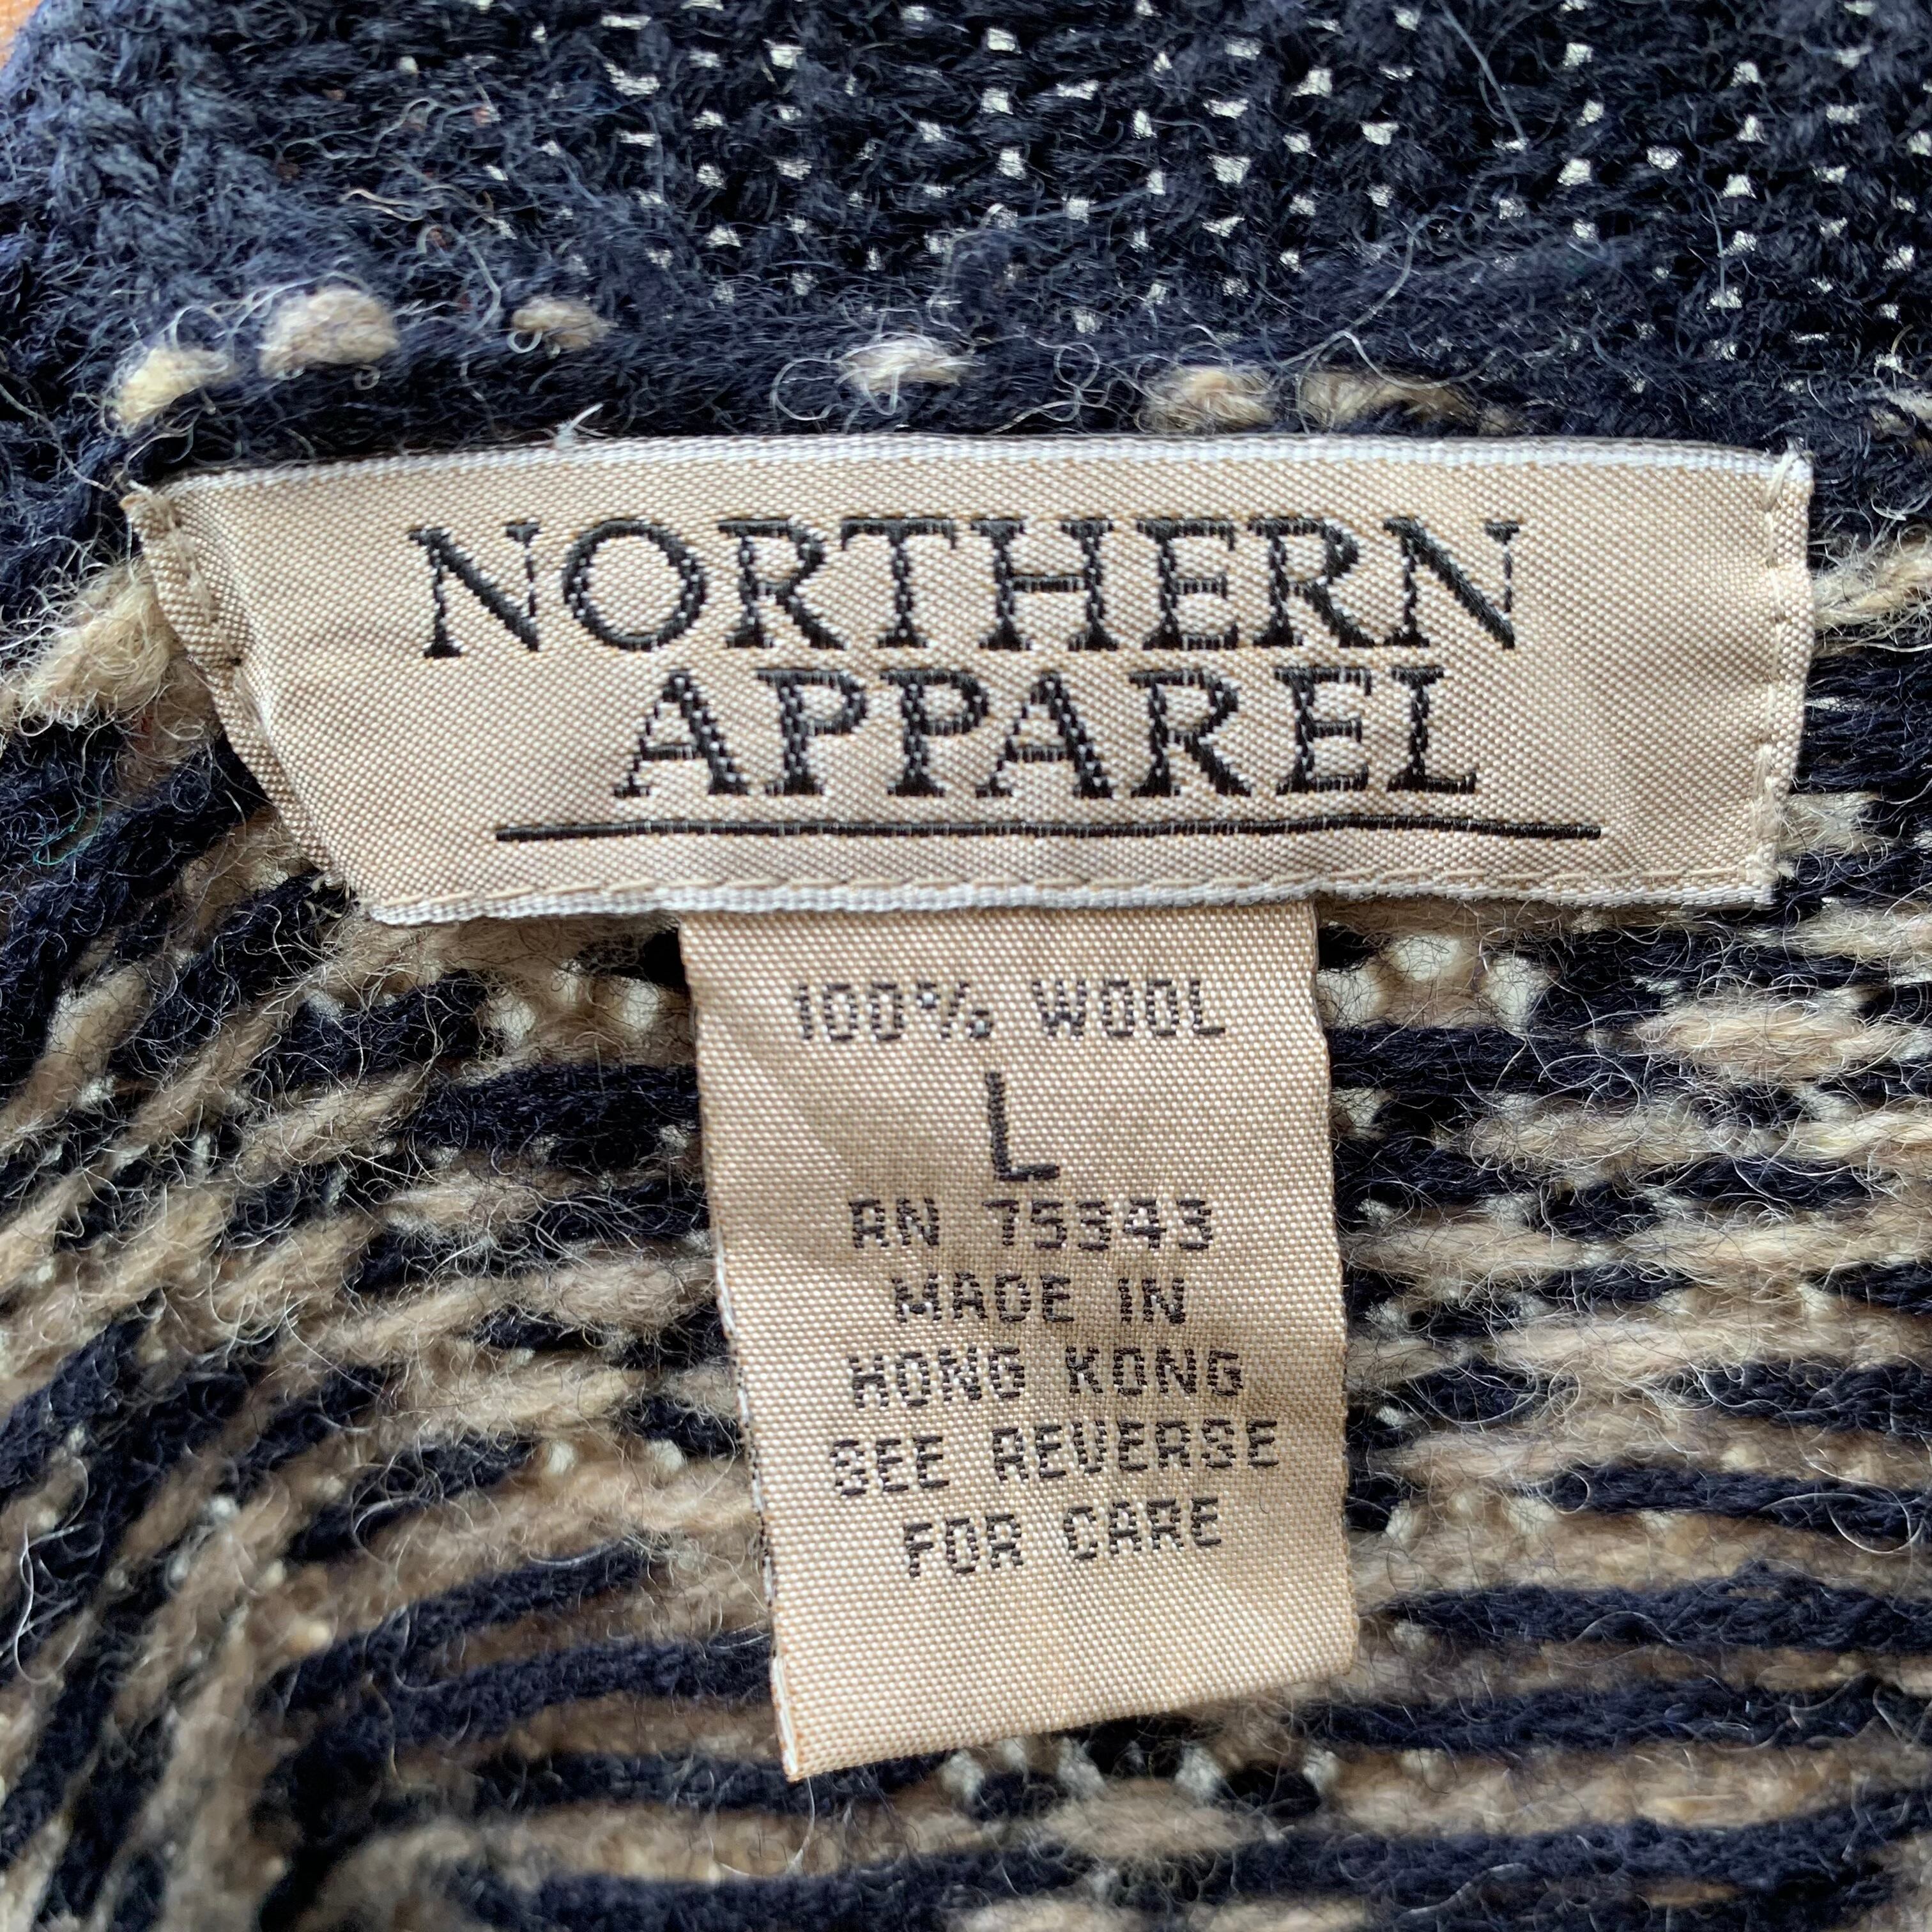 NORTHERN
APPAREL
100% WOOL
L
RN 75343
MADE IN
HONG KONG
SEE REVERSE
FOR CARE